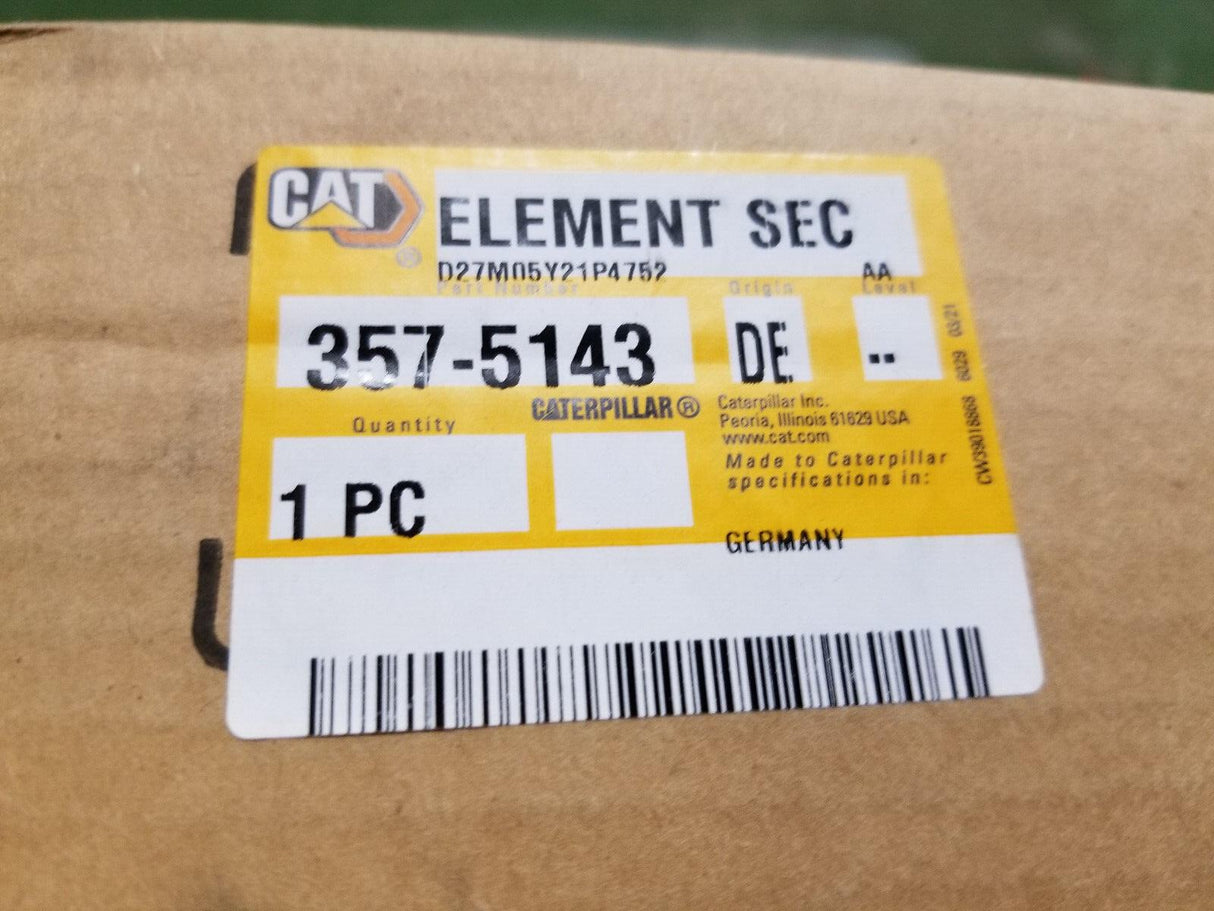 CAT
®
ELEMENT SEC
D27M05Y21P4752
AA
Part Number
Origin
Level
357-5143
DE
--
CATERPILLAR®
Quantity
1 PC
Caterpillar Inc.
Peoria, Illinois 61629 USA
www.cat.com
Made to Caterpillar
specifications in:
GERMANY
CW39018868 6029 03/21